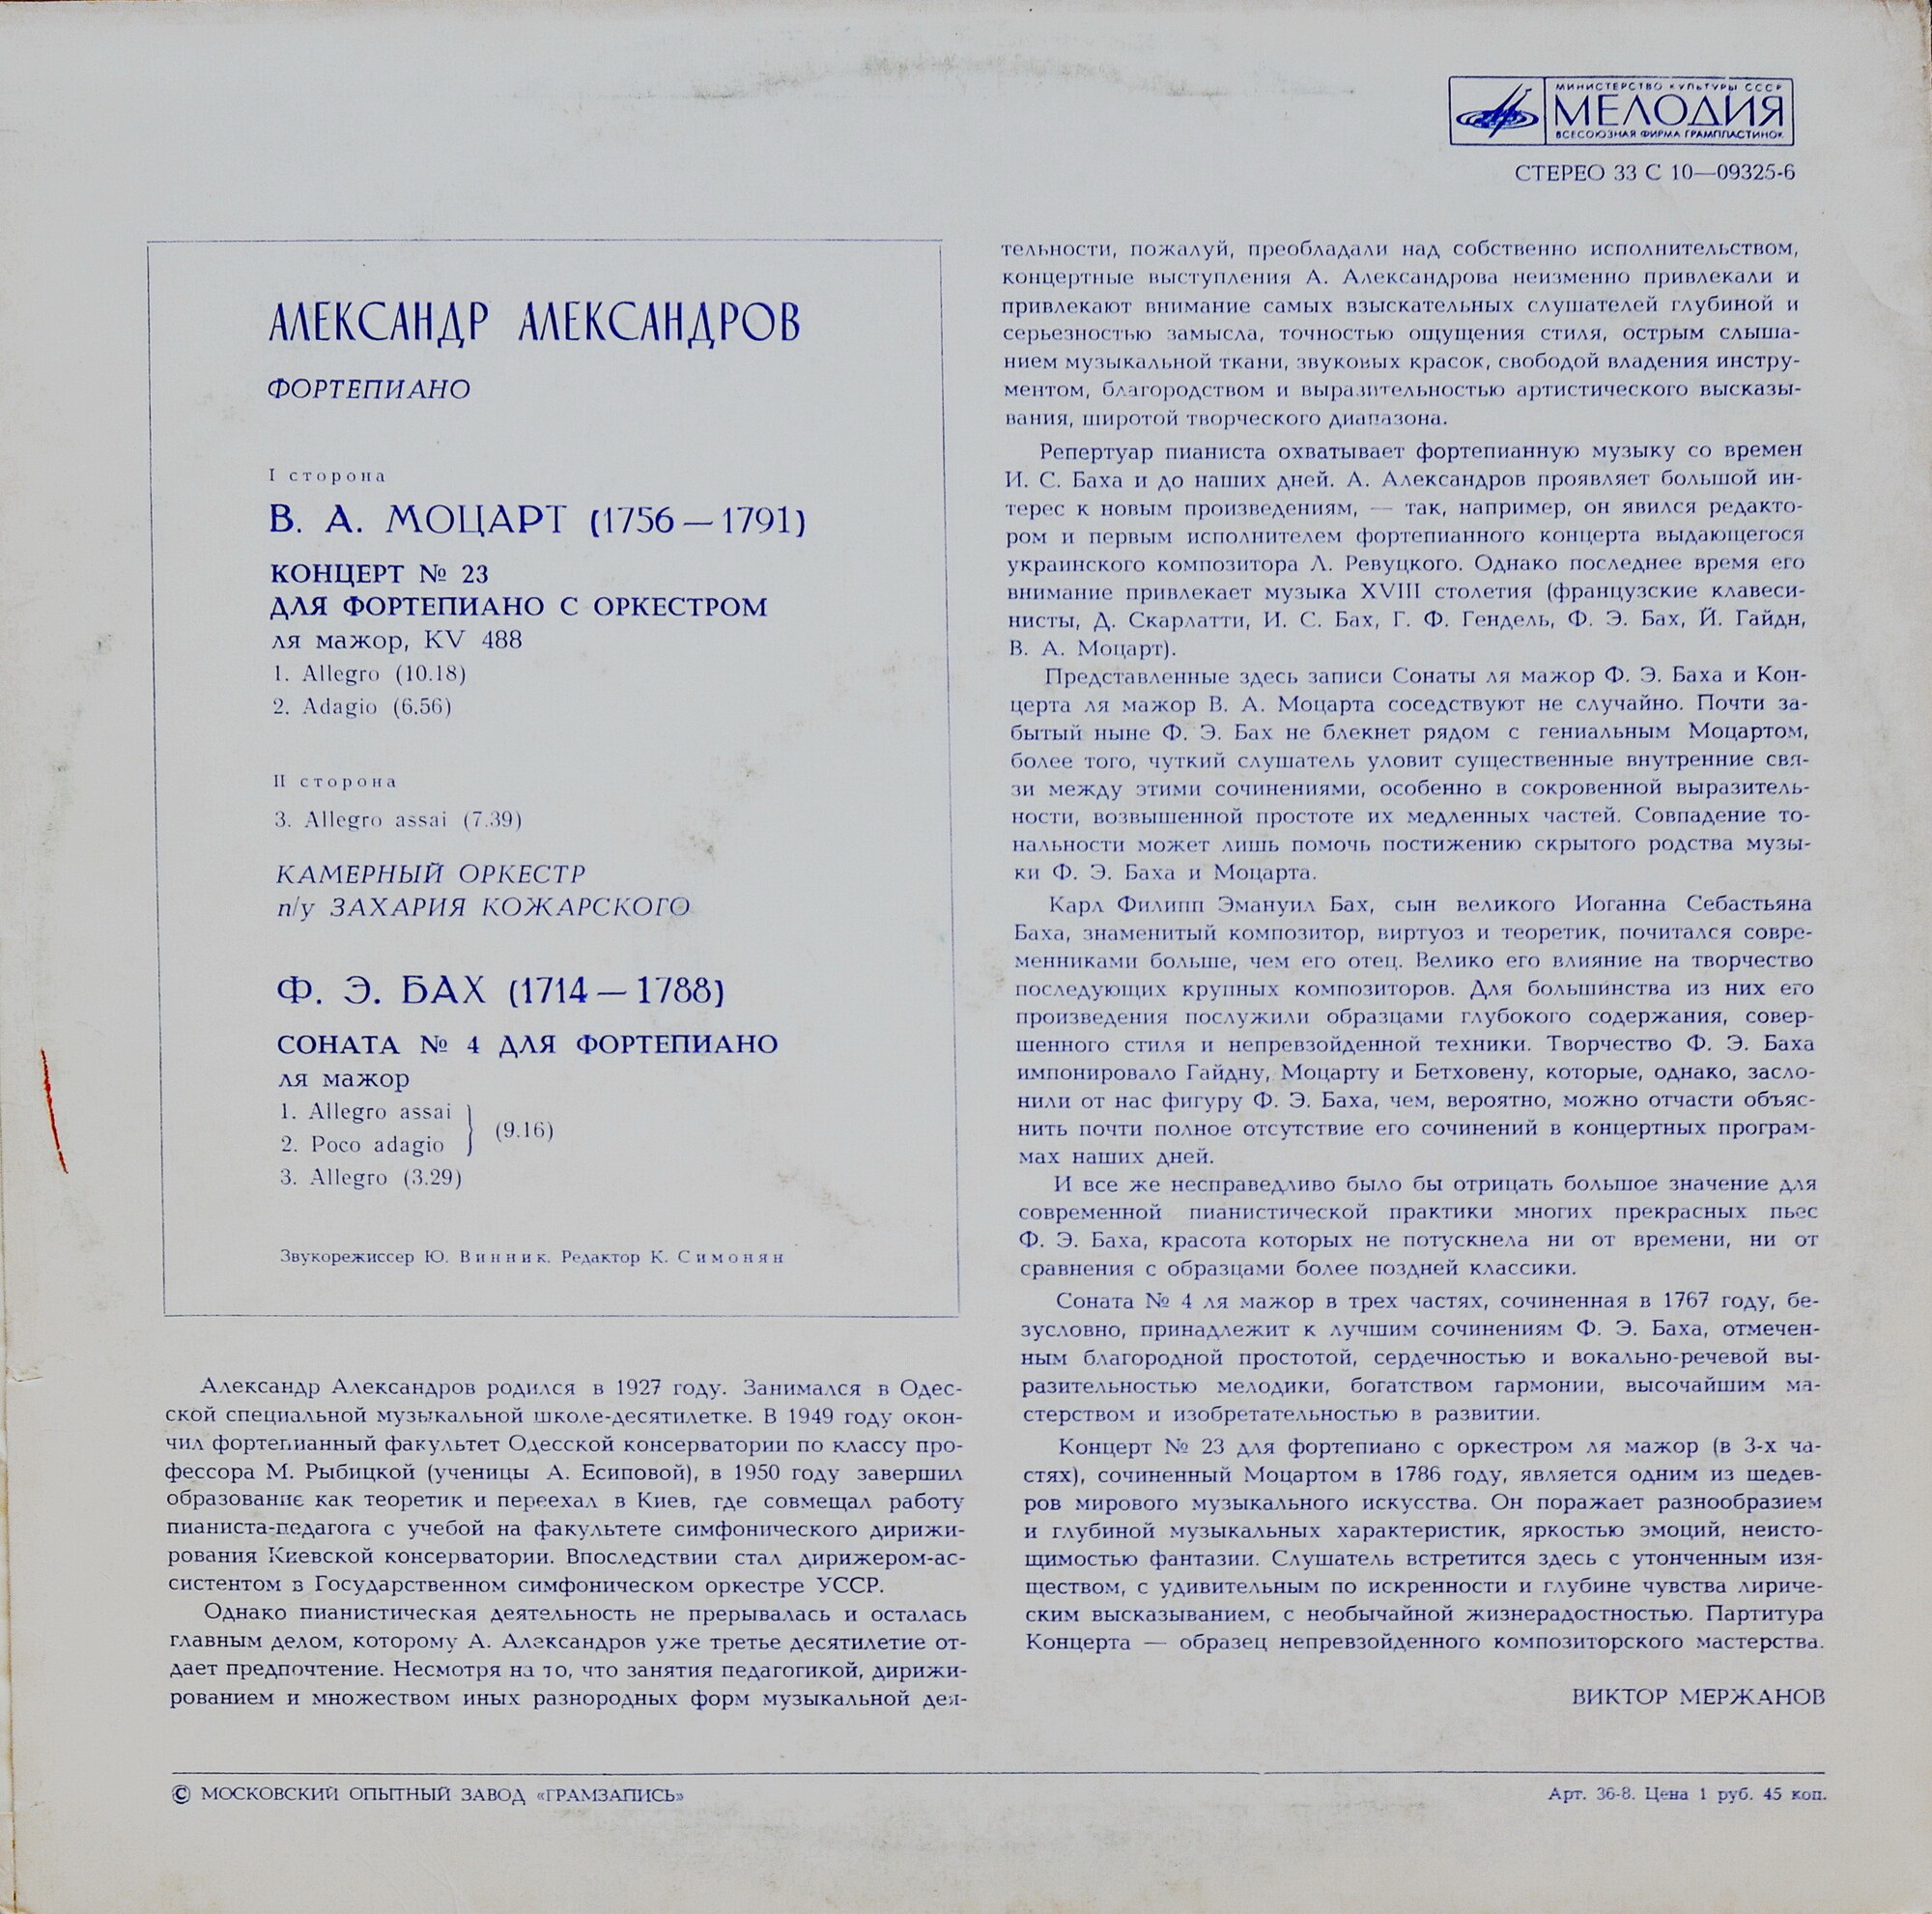 МИНИСТЕРСТВО КУЛЬТУРЫ СССР
МЕЛОДИЯ
ВСЕСОЮЗНАЯ ФИРМА ГРАМПЛАСТИНОК
СТЕРЕО 33 С 10—09325-6
АЛЕКСАНДР АЛЕКСАНДРОВ
ФОРТЕПИАНО
I сторона
В. А. МОЦАРТ (1756 — 1791)
КОНЦЕРТ № 23
ДЛЯ ФОРТЕПИАНО С ОРКЕСТРОМ
ля мажор, KV 488
1. Allegro (10.18)
2. Adagio (6.56)
II сторона
3. Allegro assai (7.39)
КАМЕРНЫЙ ОРКЕСТР
п/у ЗАХАРИЯ КОЖАРСКОГО
Ф. Э. БАХ (1714 — 1788)
СОНАТА № 4 ДЛЯ ФОРТЕПИАНО
ля мажор
1. Allegro assai
2. Poco adagio
(9.16)
3. Allegro (3.29)
Звукорежиссер Ю. Винник. Редактор К. Симонян
Александр Александров родился в 1927 году. Занимался в Одес-
ской специальной музыкальной школе-десятилетке. В 1949 году окон-
чил фортепианный факультет Одесской консерватории по классу про-
фессора М. Рыбицкой (ученицы А. Есиповой), в 1950 году завершил
образование как теоретик и переехал в Киев, где совмещал работу
пианиста-педагога с учебой на факультете симфонического дирижи-
рования Киевской консерватории. Впоследствии стал дирижером-ас-
систентом в Государственном симфоническом оркестре УССР.
Однако пианистическая деятельность не прерывалась и осталась
главным делом, которому А. Александров уже третье десятилетие от-
дает предпочтение. Несмотря на то, что занятия педагогикой, дирижи-
рованием и множеством иных разнородных форм музыкальной дея-
тельности, пожалуй, преобладали над собственно исполнительством,
концертные выступления А. Александрова неизменно привлекали и
привлекают внимание самых взыскательных слушателей глубиной и
серьезностью замысла, точностью ощущения стиля, острым слыша-
нием музыкальной ткани, звуковых красок, свободой владения инстру-
ментом, благородством и выразительностью артистического высказы-
вания, широтой творческого диапазона.
Репертуар пианиста охватывает фортепианную музыку со времен
И. С. Баха и до наших дней. А. Александров проявляет большой ин-
терес к новым произведениям, — так, например, он явился редакто-
ром и первым исполнителем фортепианного концерта выдающегося
украинского композитора Л. Ревуцкого. Однако последнее время его
внимание привлекает музыка XVIII столетия (французские клавеси-
нисты, Д. Скарлатти, И. С. Бах, Г. Ф. Гендель, Ф. Э. Бах, Й. Гайдн,
В. А. Моцарт).
Представленные здесь записи Сонаты ля мажор Ф. Э. Баха и Кон-
церта ля мажор В. А. Моцарта соседствуют не случайно. Почти за-
бытый ныне Ф. Э. Бах не блекнет рядом с гениальным Моцартом,
более того, чуткий слушатель уловит существенные внутренние свя-
зи между этими сочинениями, особенно в сокровенной выразитель-
ности, возвышенной простоте их медленных частей. Совпадение то-
нальности может лишь помочь постижению скрытого родства музы-
ки Ф. Э. Баха и Моцарта.
Карл Филипп Эмануил Бах, сын великого Иоганна Себастьяна
Баха, знаменитый композитор, виртуоз и теоретик, почитался совре-
менниками больше, чем его отец. Велико его влияние на творчество
последующих крупных композиторов. Для большинства из них его
произведения послужили образцами глубокого содержания, совер-
шенного стиля и непревзойденной техники. Творчество Ф. Э. Баха
импонировало Гайдну, Моцарту и Бетховену, которые, однако, засло-
нили от нас фигуру Ф. Э. Баха, чем, вероятно, можно отчасти объяс-
нить почти полное отсутствие его сочинений в концертных програм-
мах наших дней.
И все же несправедливо было бы отрицать большое значение для
современной пианистической практики многих прекрасных пьес
Ф. Э. Баха, красота которых не потускнела ни от времени, ни от
сравнения с образцами более поздней классики.
Соната № 4 ля мажор в трех частях, сочиненная в 1767 году, бе-
зусловно, принадлежит к лучшим сочинениям Ф. Э. Баха, отмечен-
ным благородной простотой, сердечностью и вокально-речевой вы-
разительностью мелодики, богатством гармонии, высочайшим ма-
стерством и изобретательностью в развитии.
Концерт № 23 для фортепиано с оркестром ля мажор (в 3-х ча-
стях), сочиненный Моцартом в 1786 году, является одним из шедев-
ров мирового музыкального искусства. Он поражает разнообразием
и глубиной музыкальных характеристик, яркостью эмоций, неисто-
щимостью фантазии. Слушатель встретится здесь с утонченным изя-
ществом, с удивительным по искренности и глубине чувства лириче-
ским высказыванием, с необычайной жизнерадостностью. Партитура
Концерта — образец непревзойденного композиторского мастерства.
ВИКТОР МЕРЖАНОВ
© МОСКОВСКИЙ ОПЫТНЫЙ ЗАВОД «ГРАМЗАПИСЬ»
Арт. 36-8. Цена 1 руб. 45 коп.